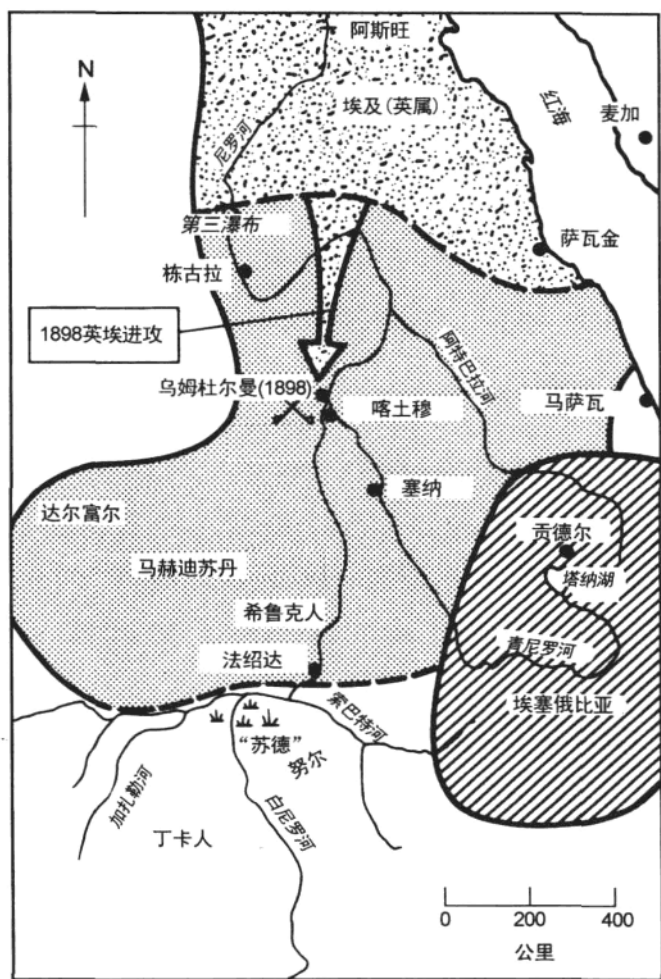 阿斯旺
N
埃及(英属)
红海
麦加
尼罗河
第三瀑布
萨瓦金
栋古拉
1898英埃进攻
阿特巴拉河
乌姆杜尔曼(1898)
喀土穆
马萨瓦
塞纳
达尔富尔
贡德尔
马赫迪苏丹
塔纳湖
希鲁克人
青尼罗河
法绍达
索巴特河
埃塞俄比亚
“苏德”
努尔
加扎勒河
白尼罗河
丁卡人
0 200 400
公里